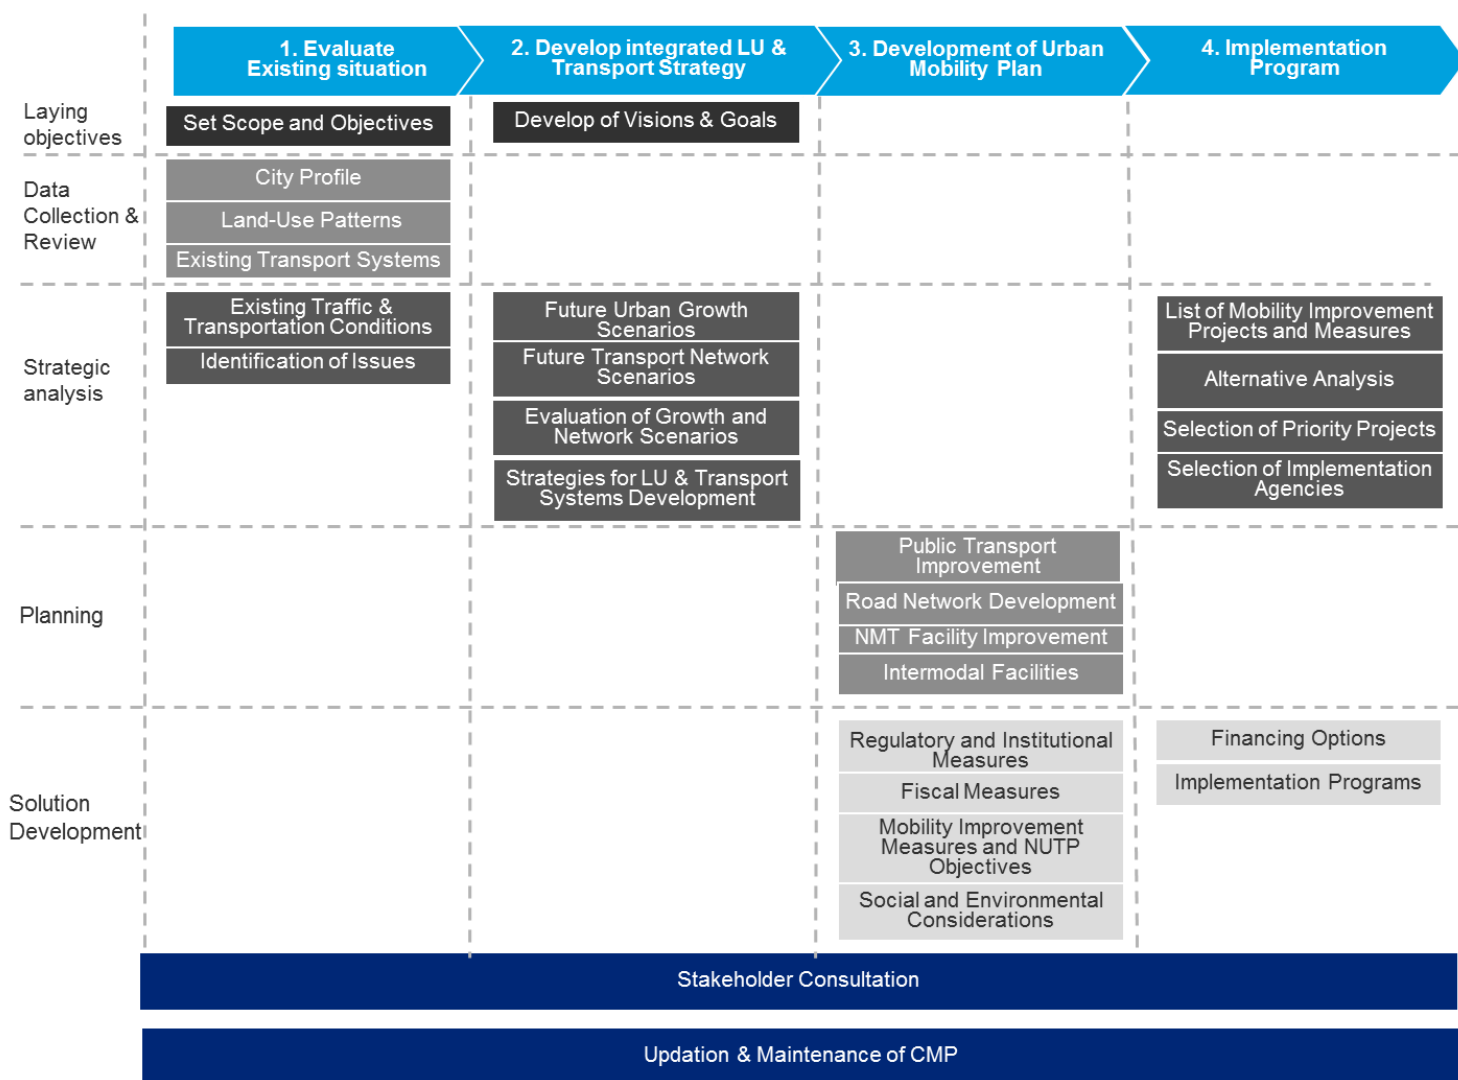 1. Evaluate
Existing situation
2. Develop integrated LU &
Transport Strategy
3. Development of Urban
Mobility Plan
4. Implementation
Program
Laying
objectives
Set Scope and Objectives
Develop of Visions & Goals
Data
Collection &
Review
City Profile
Land-Use Patterns
Existing Transport Systems
Strategic
analysis
Existing Traffic &
Transportation Conditions
Identification of Issues
Future Urban Growth
Scenarios
Future Transport Network
Scenarios
Evaluation of Growth and
Network Scenarios
Strategies for LU & Transport
Systems Development
List of Mobility Improvement
Projects and Measures
Alternative Analysis
Selection of Priority Projects
Selection of Implementation
Agencies
Planning
Public Transport
Improvement
Road Network Development
NMT Facility Improvement
Intermodal Facilities
Solution
Development
Regulatory and Institutional
Measures
Fiscal Measures
Mobility Improvement
Measures and NUTP
Objectives
Social and Environmental
Considerations
Financing Options
Implementation Programs
Stakeholder Consultation
Updation & Maintenance of CMP